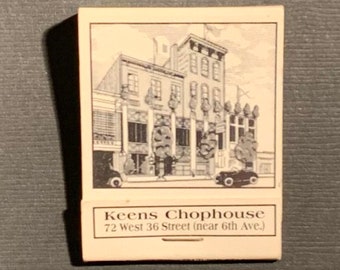 Keens Chophouse
72 West 36 Street (near 6th Ave.)